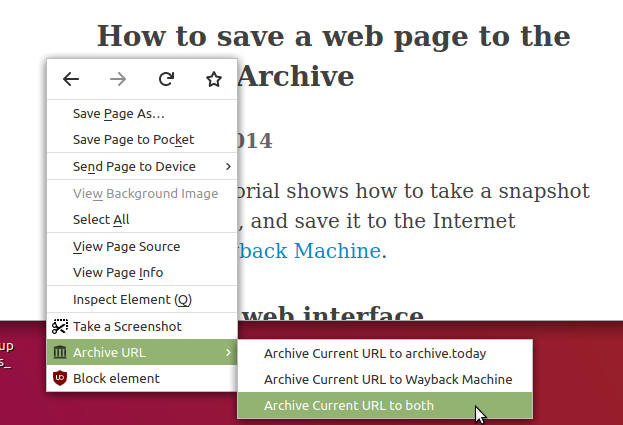 How to save a web page to the
Archive
014
orial shows how to take a snapshot
, and save it to the Internet
yback Machine.
web interface
Save Page As…
Save Page to Pocket
Send Page to Device
View Background Image
Select All
View Page Source
View Page Info
Inspect Element (Q)
Take a Screenshot
Archive URL
Block element
Archive Current URL to archive.today
Archive Current URL to Wayback Machine
Archive Current URL to both
up
s_